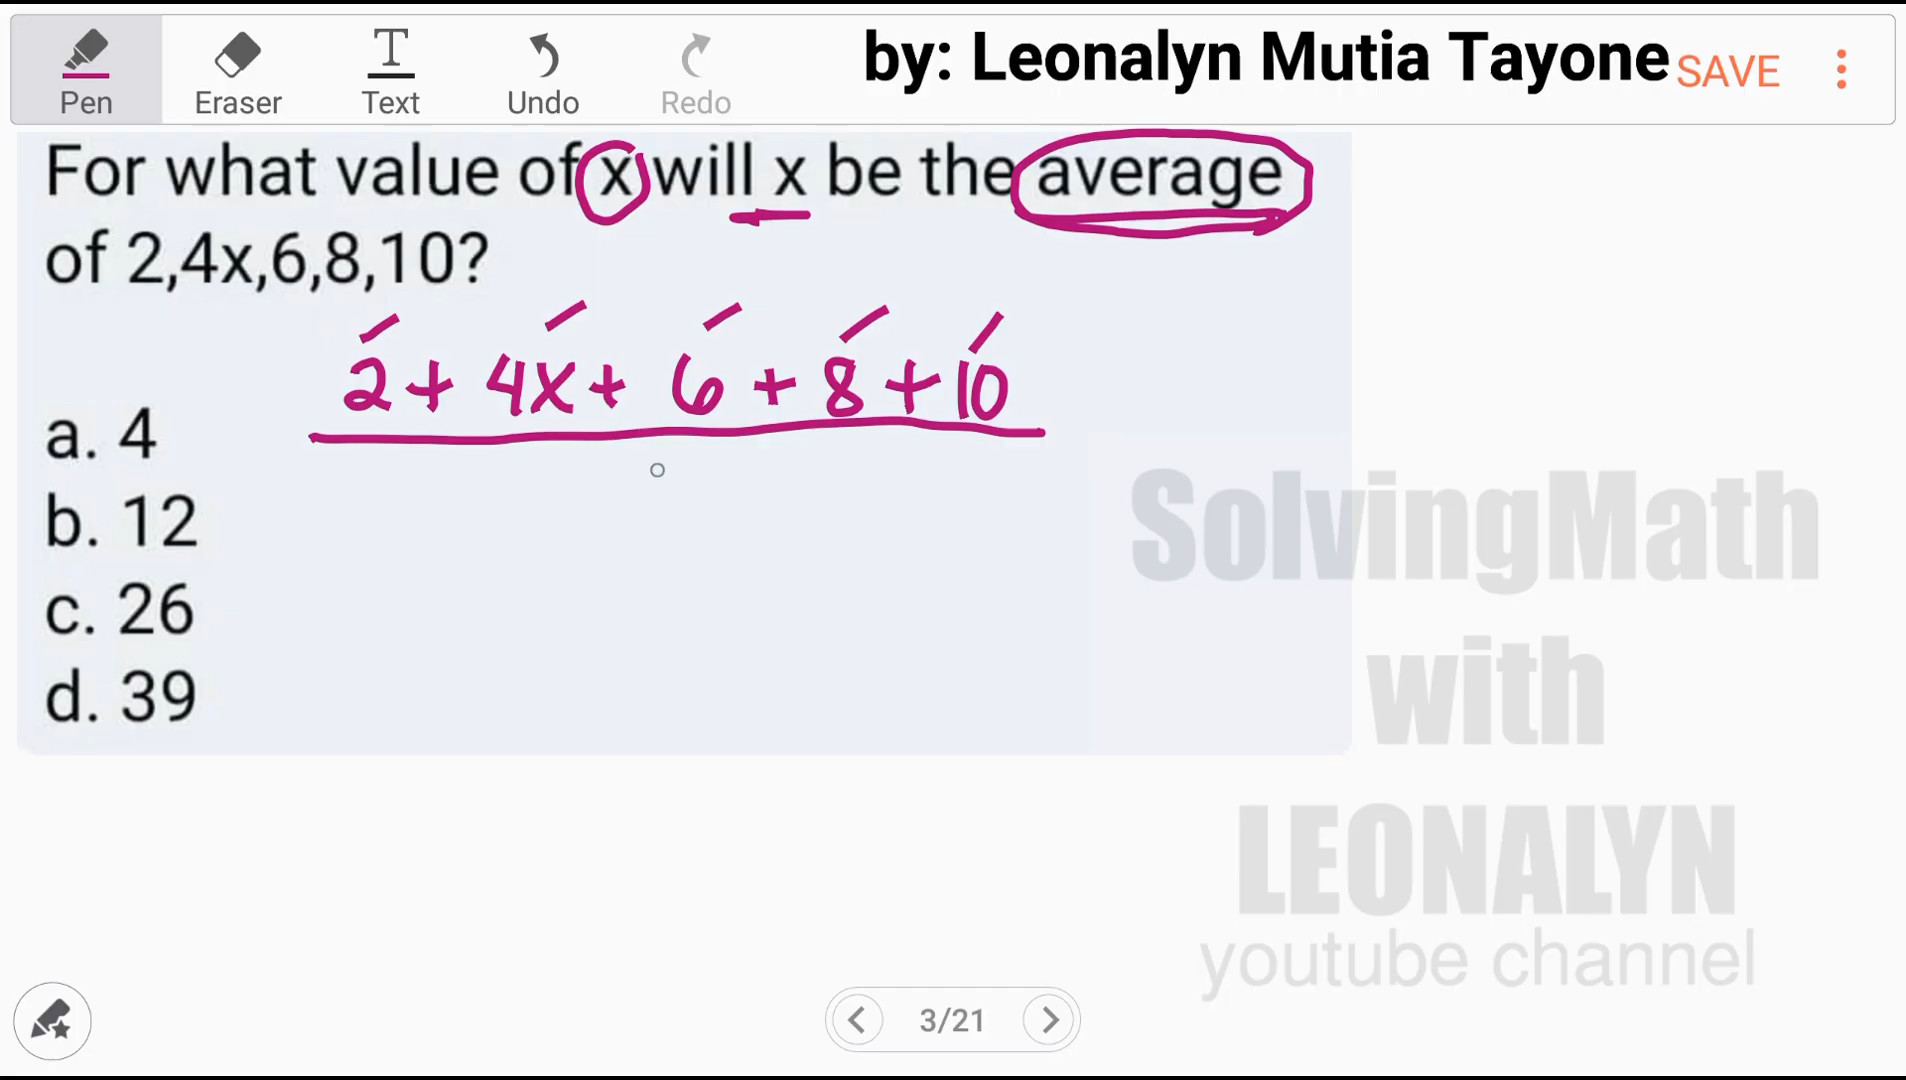 Pen
Eraser
T
Text
Undo
Redo
by: Leonalyn Mutia Tayone
SAVE
For what value of x will x be the average
of 2,4x,6,8,10?
2 + 4x + 6 + 8 + 10
a. 4
b. 12
c. 26
d. 39
SolvingMath
with
LEONALYN
youtube channel
3/21